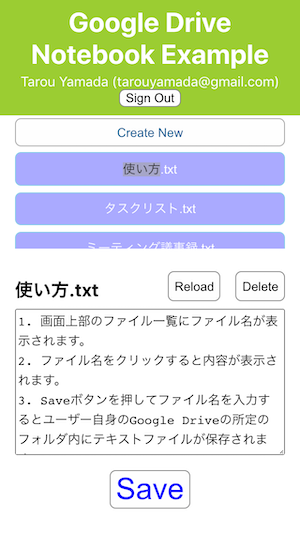 Google Drive
Notebook Example
Tarou Yamada (tarouyamada@gmail.com)
Sign Out
Create New
使い方.txt
タスクリスト.txt
ミーティング議事録.txt
使い方.txt
Reload
Delete
1. 画面上部のファイル一覧にファイル名が表
示されます。
2. ファイル名をクリックすると内容が表示さ
れます。
3. Saveボタンを押してファイル名を入力す
るとユーザー自身のGoogle Driveの所定の
フォルダ内にテキストファイルが保存されま
Save